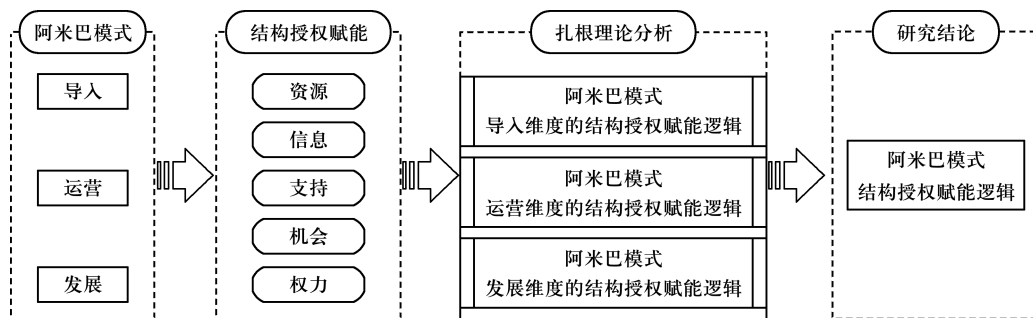 阿米巴模式
导入
运营
发展
结构授权赋能
资源
信息
支持
机会
权力
扎根理论分析
阿米巴模式
导入维度的结构授权赋能逻辑
阿米巴模式
运营维度的结构授权赋能逻辑
阿米巴模式
发展维度的结构授权赋能逻辑
研究结论
阿米巴模式
结构授权赋能逻辑